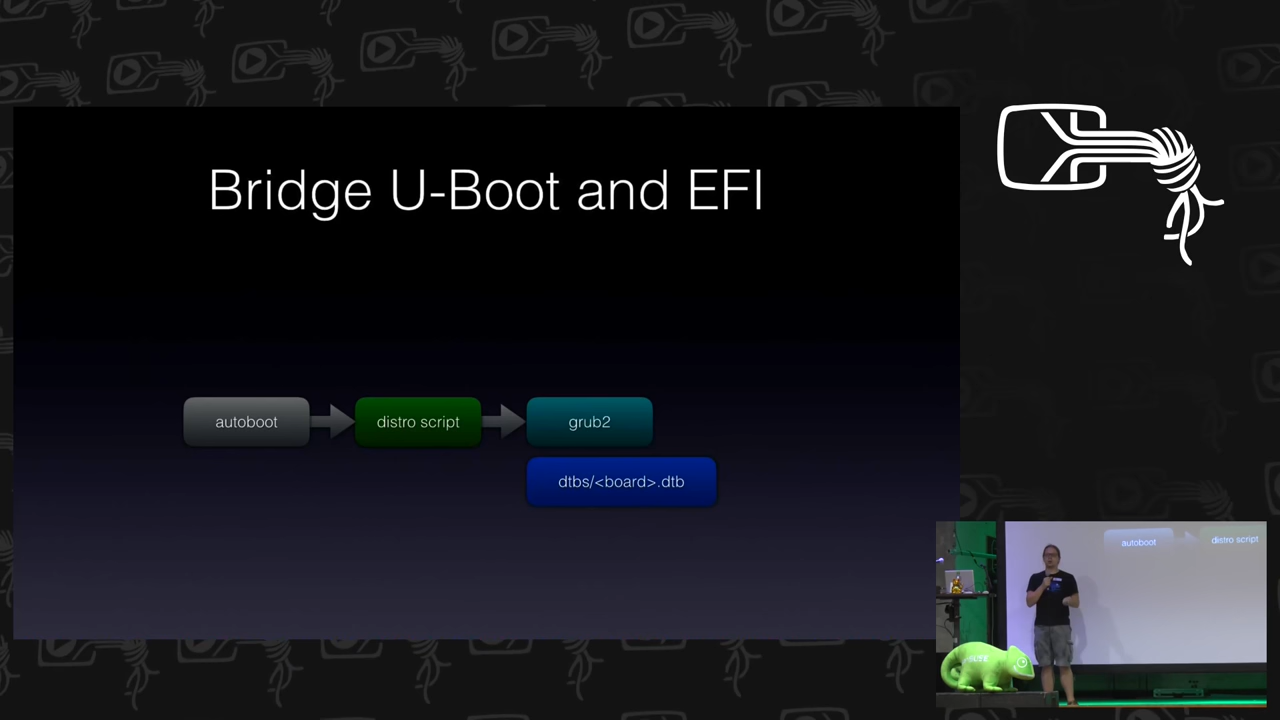 Bridge U-Boot and EFI
autoboot
distro script
grub2
dtbs/<board>.dtb
autoboot
distro script